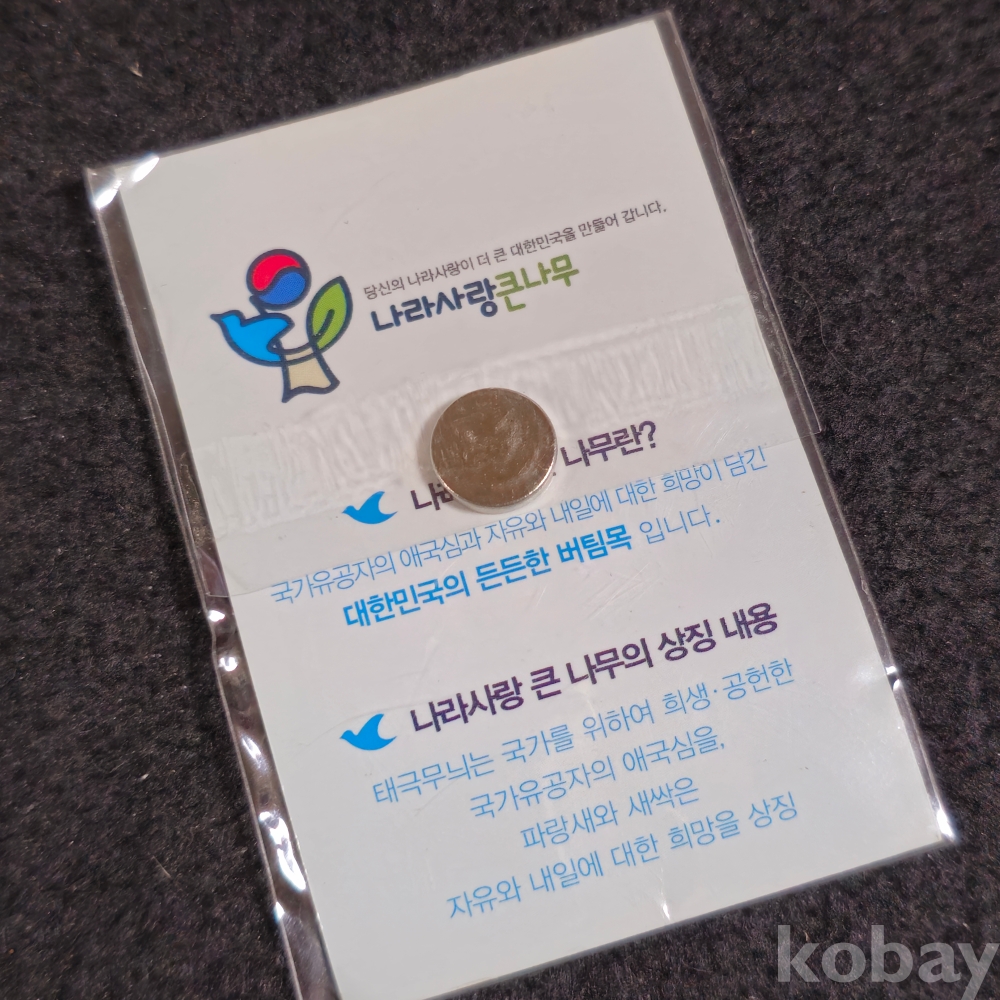 당신의 나라사랑이 더 큰 대한민국을 만들어 갑니다.
나라사랑큰나무
나무란?
국가유공자의 애국심과 자유와 내일에 대한 희망이 담긴
대한민국의 든든한 버팀목 입니다.
나라사랑 큰 나무의 상징 내용
태극무늬는 국가를 위하여 희생·공헌한
국가유공자의 애국심을,
파랑새와 새싹은
자유와 내일에 대한 희망을 상징
kobay